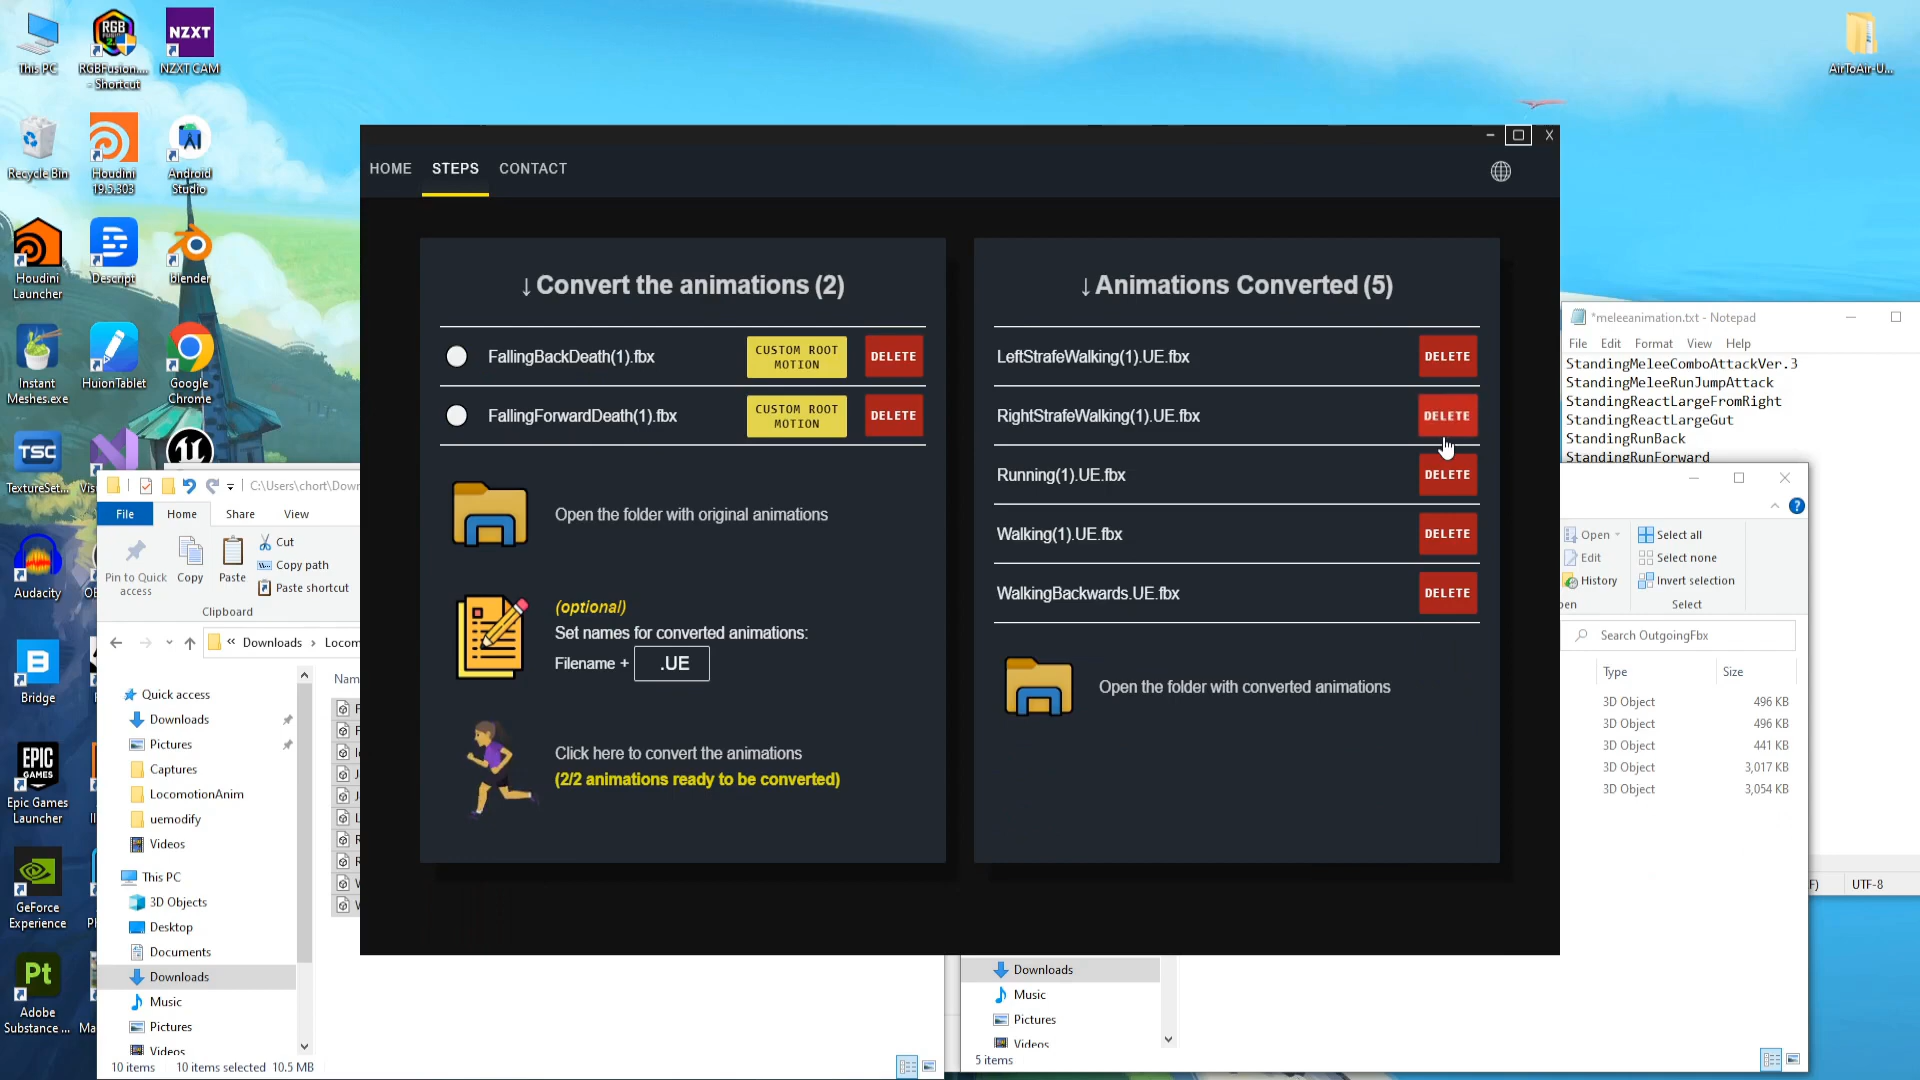 This PC
RGBFusion....
- Shortcut
NZXT
NZXT CAM
AirToAir-U...
Recycle Bin
Houdini
19.5.303
Android
Studio
Houdini
Launcher
Descript
blender
Instant
Meshes.exe
HuionTablet
Google
Chrome
TSC
TextureSet...
Audacity
Bridge
Epic Games
Launcher
GeForce
Experience
Adobe
Substance ...
HOME
STEPS
CONTACT
X
↓Convert the animations (2)
FallingBackDeath(1).fbx
CUSTOM ROOT
MOTION
DELETE
FallingForwardDeath(1).fbx
CUSTOM ROOT
MOTION
DELETE
Open the folder with original animations
(optional)
Set names for converted animations:
Filename +
.UE
Click here to convert the animations
(2/2 animations ready to be converted)
↓Animations Converted (5)
LeftStrafeWalking(1).UE.fbx
DELETE
RightStrafeWalking(1).UE.fbx
DELETE
Running(1).UE.fbx
DELETE
Walking(1).UE.fbx
DELETE
WalkingBackwards.UE.fbx
DELETE
Open the folder with converted animations
*meleeanimation.txt - Notepad
File Edit Format View Help
StandingMeleeComboAttackVer.3
StandingMeleeRunJumpAttack
StandingReactLargeFromRight
StandingReactLargeGut
StandingRunBack
StandingRunForward
UTF-8
C:\Users\chort\Dow
File
Home
Share
View
Pin to Quick
access
Copy
Paste
Cut
Copy path
Paste shortcut
Clipboard
« Downloads › Locom
Nam
Quick access
Downloads
Pictures
Captures
LocomotionAnim
uemodify
Videos
This PC
3D Objects
Desktop
Documents
Downloads
Music
Pictures
Videos
10 items
10 items selected 10.5 MB
Open
Edit
History
Select all
Select none
Invert selection
Select
Search OutgoingFbx
Type
Size
3D Object
496 KB
3D Object
496 KB
3D Object
441 KB
3D Object
3,017 KB
3D Object
3,054 KB
Downloads
Music
Pictures
Videos
5 items